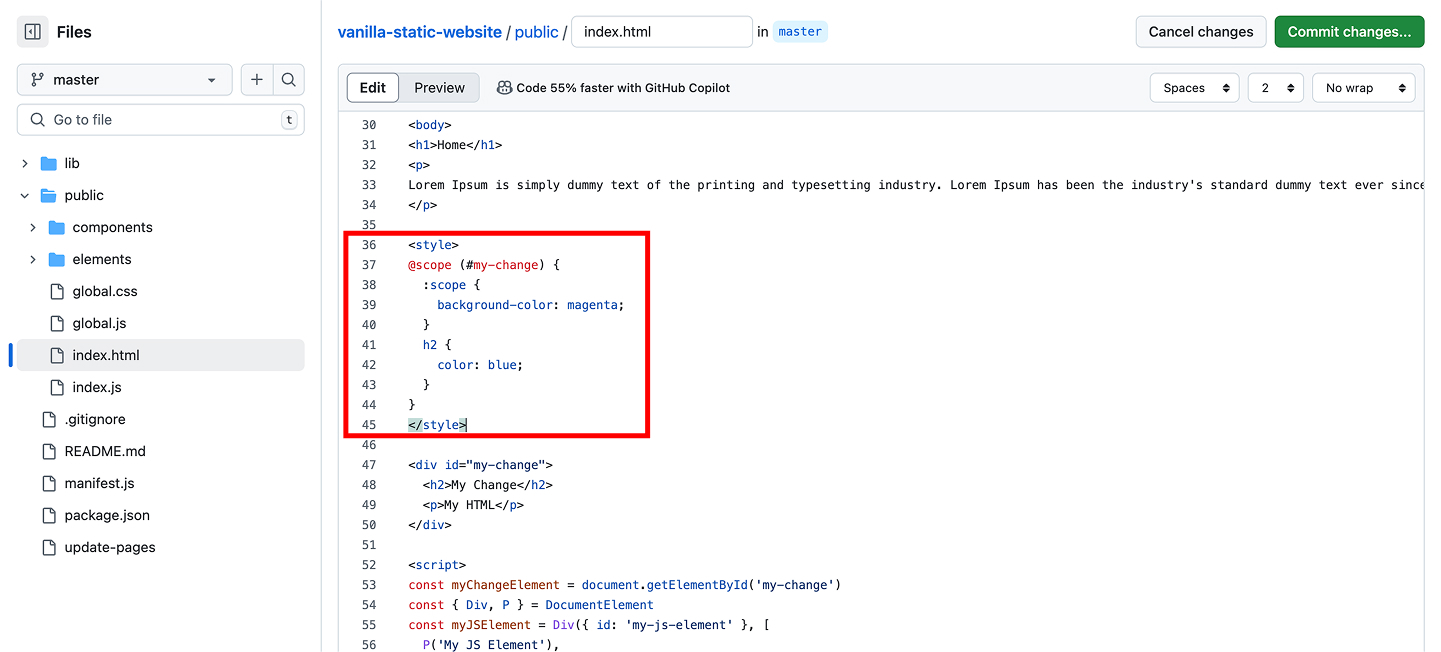 Files
vanilla-static-website / public / index.html in master
Cancel changes
Commit changes...
master
Go to file
t
lib
public
components
elements
global.css
global.js
index.html
index.js
.gitignore
README.md
manifest.js
package.json
update-pages
Edit
Preview
Code 55% faster with GitHub Copilot
Spaces
2
No wrap
30 <body>
31 <h1>Home</h1>
32 <p>
33 Lorem Ipsum is simply dummy text of the printing and typesetting industry. Lorem Ipsum has been the industry's standard dummy text ever since
34 </p>
35
36 <style>
37 @scope (#my-change) {
38   :scope {
39     background-color: magenta;
40   }
41   h2 {
42     color: blue;
43   }
44 }
45 </style>
46
47 <div id="my-change">
48   <h2>My Change</h2>
49   <p>My HTML</p>
50 </div>
51
52 <script>
53 const myChangeElement = document.getElementById('my-change')
54 const { Div, P } = DocumentElement
55 const myJSElement = Div({ id: 'my-js-element' }, [
56   P('My JS Element'),